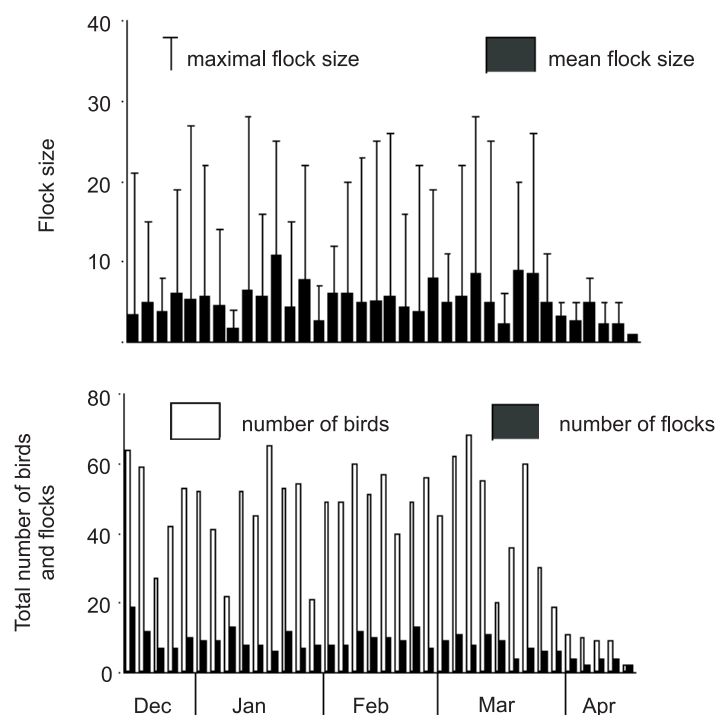 40
maximal flock size
mean flock size
30
Flock size
20
10
80
number of birds
number of flocks
60
Total number of birds
and flocks
40
20
0
Dec
Jan
Feb
Mar
Apr